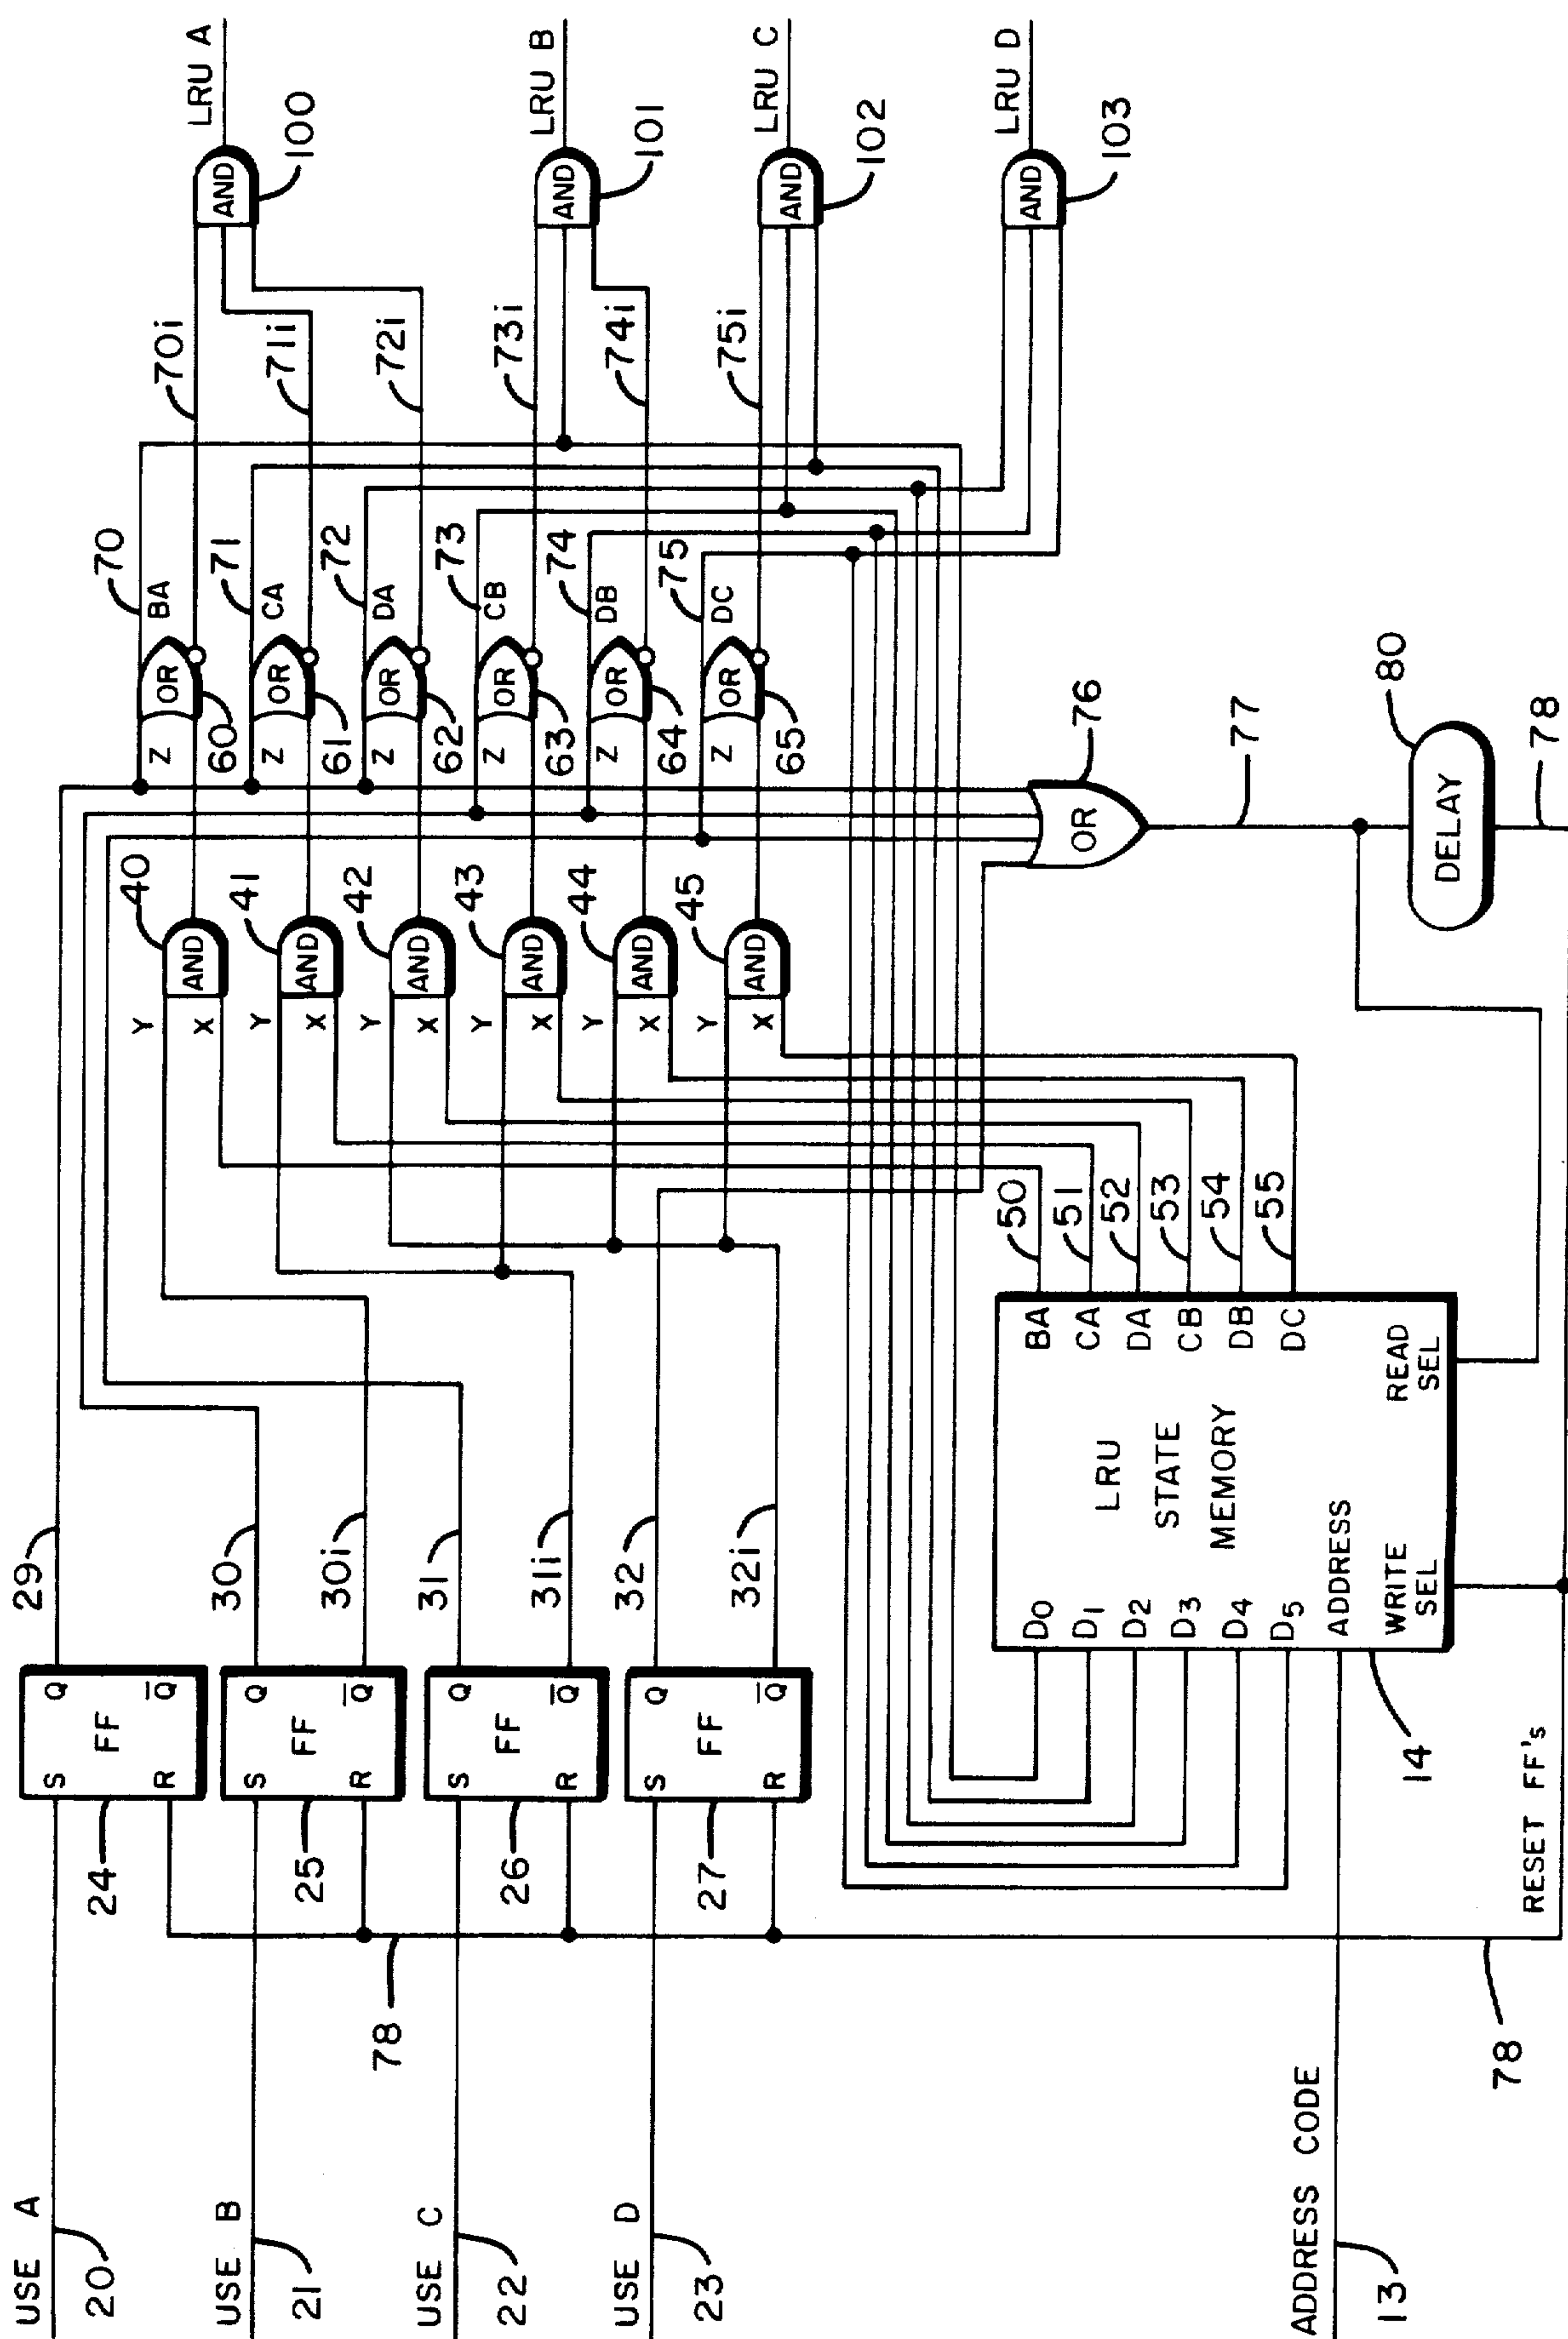 USE A
20
USE B
21
USE C
22
USE D
23
ADDRESS CODE
13
S Q
FF
R Q̅
24
S Q
FF
R Q̅
25
S Q
FF
R Q̅
26
S Q
FF
R Q̅
27
78
78
RESET FF's
29
30
30i
31
31i
32
32i
D0
D1
D2
D3
D4
D5
ADDRESS
WRITE
SEL
LRU
STATE
MEMORY
BA
CA
DA
CB
DB
DC
READ
SEL
14
50
51
52
53
54
55
Y
X
AND
40
Y
X
AND
41
Y
X
AND
42
Y
X
AND
43
Y
X
AND
44
Y
X
AND
45
Z
OR
60
BA
70
Z
OR
61
CA
71
Z
OR
62
DA
72
Z
OR
63
CB
73
Z
OR
64
DB
74
Z
OR
65
DC
75
OR
76
77
DELAY
80
78
70i
71i
72i
73i
74i
75i
AND
100
LRU A
AND
101
LRU B
AND
102
LRU C
AND
103
LRU D